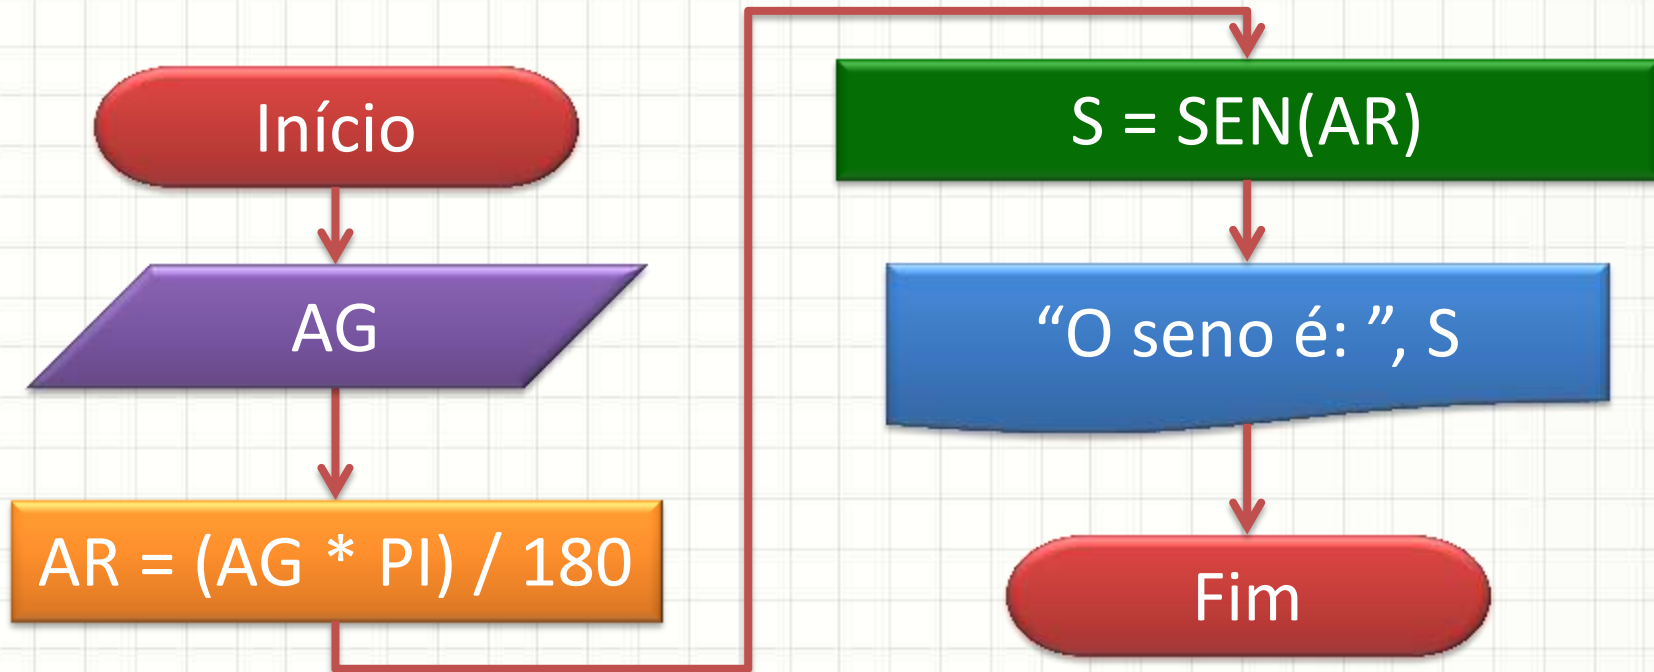 Início
AG
AR = (AG * PI) / 180
S = SEN(AR)
“O seno é: ”, S
Fim